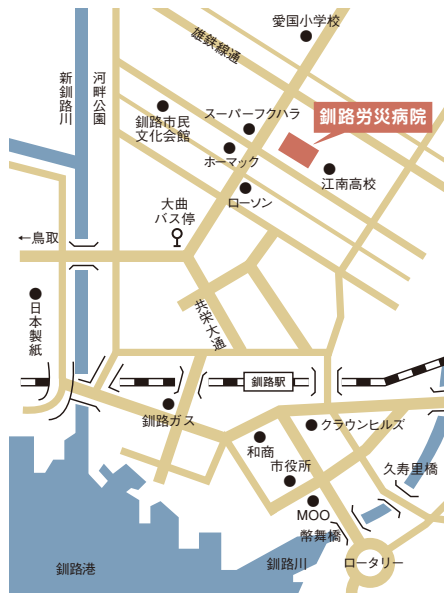 愛国小学校
雄鉄線通
新釧路川
河畔公園
スーパーフクハラ
釧路労災病院
釧路市民
文化会館
ホーマック
江南高校
ローソン
大曲
バス停
←鳥取
日本製紙
共栄大通
釧路駅
釧路ガス
クラウンヒルズ
和商
市役所
久寿里橋
MOO
幣舞橋
釧路港
釧路川
ロータリー